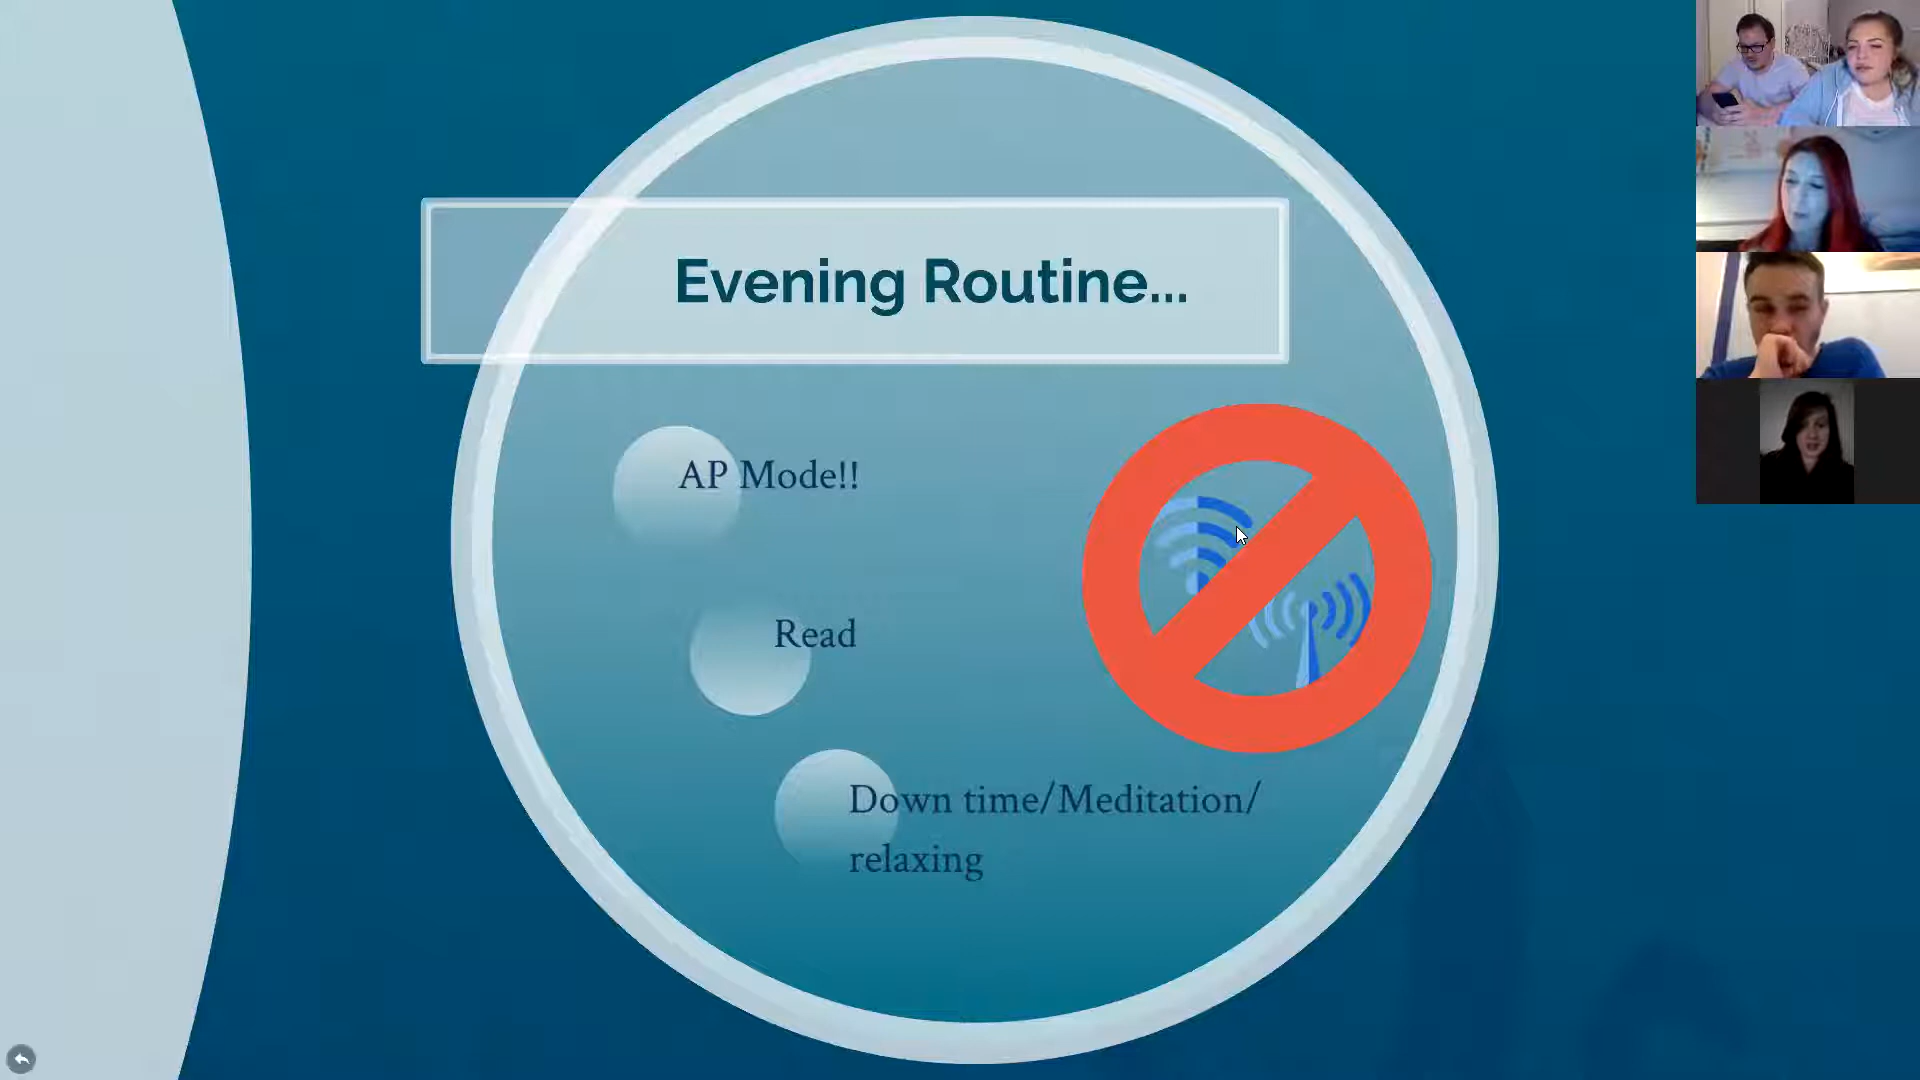 Evening Routine...
AP Mode!!
Read
Down time/Meditation/
relaxing